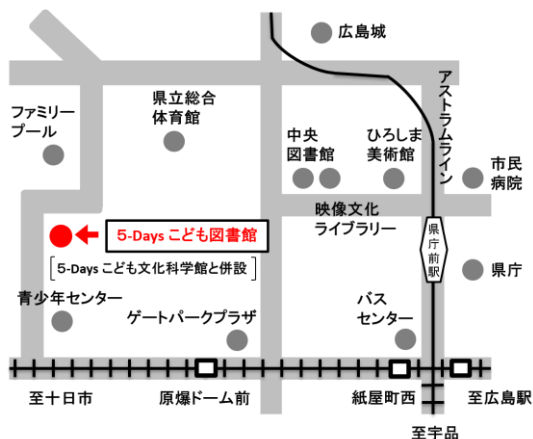 広島城
アストラムライン
県立総合
体育館
ファミリー
プール
中央
図書館
ひろしま
美術館
市民
病院
映像文化
ライブラリー
5-Days こども図書館
[5-Days こども文化科学館と併設]
県庁前駅
県庁
青少年センター
ゲートパークプラザ
バス
センター
至十日市
原爆ドーム前
紙屋町西
至広島駅
至宇品